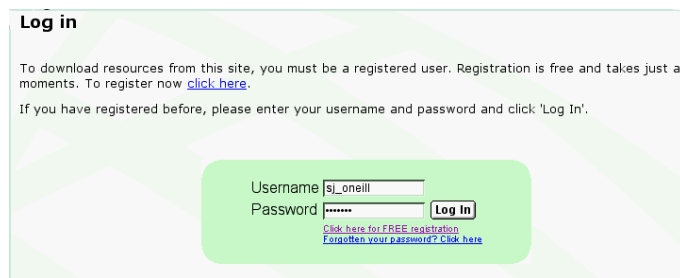 Log in
To download resources from this site, you must be a registered user. Registration is free and takes just a
moments. To register now click here.
If you have registered before, please enter your username and password and click 'Log In'.
Username sj_oneill
Password ••••••• Log In
Click here for FREE registration
Forgotten your password? Click here